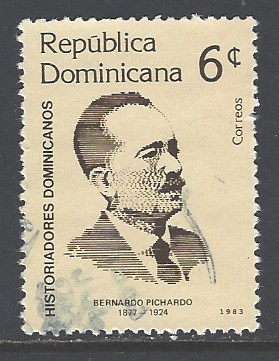 República
Dominicana
6¢
Correos
HISTORIADORES DOMINICANOS
BERNARDO PICHARDO
1877 - 1924
1983